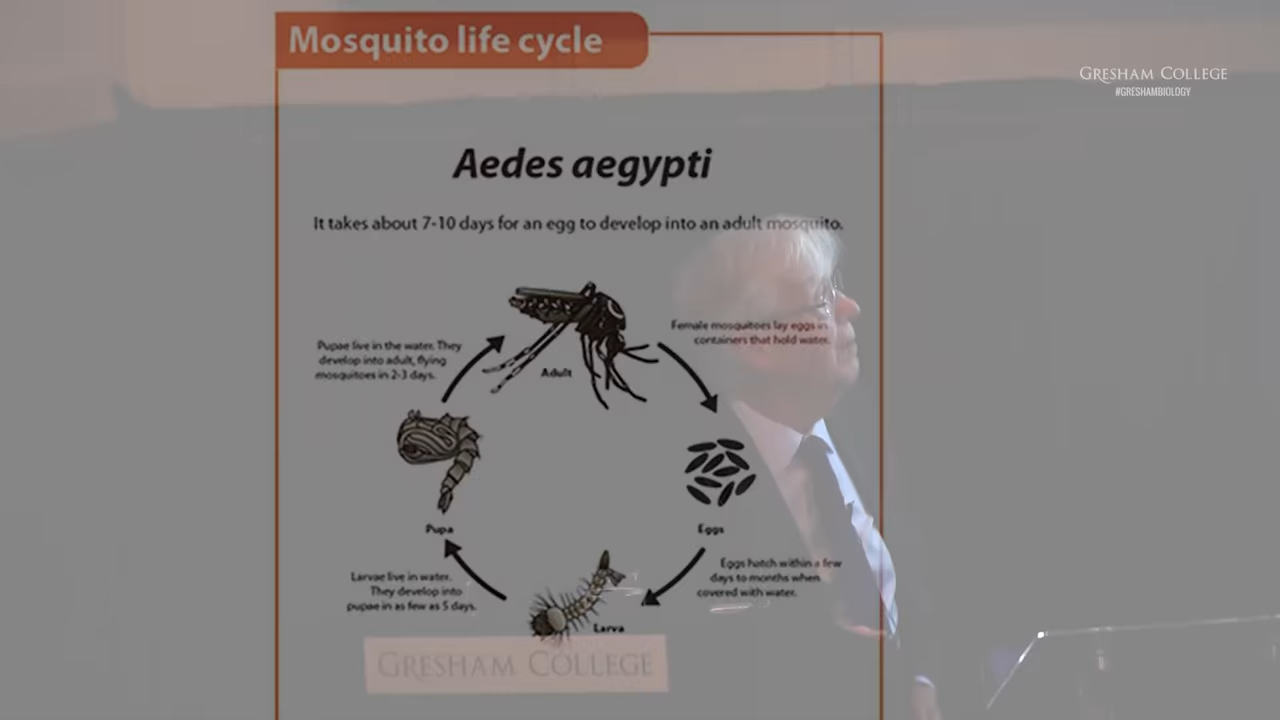 Mosquito life cycle
GRESHAM COLLEGE
#GRESHAMBIOLOGY
Aedes aegypti
It takes about 7-10 days for an egg to develop into an adult mosquito.
Female mosquitoes lay eggs in
containers that hold water.
Pupae live in the water. They
develop into adult, flying
mosquitoes in 2-3 days.
Adult
Pupa
Eggs
Eggs hatch within a few
days to months when
covered with water.
Larvae live in water.
They develop into
pupae in as few as 5 days.
Larva
GRESHAM COLLEGE